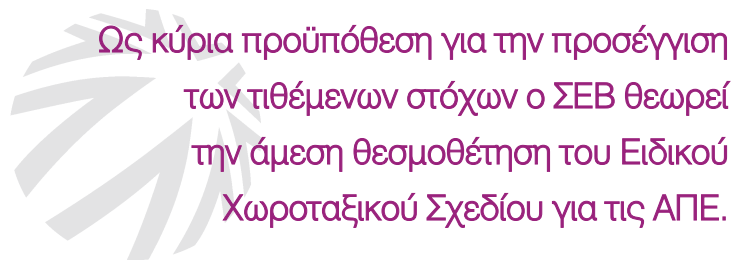 Ως κύρια προϋπόθεση για την προσέγγιση
των τιθέμενων στόχων ο ΣΕΒ θεωρεί
την άμεση θεσμοθέτηση του Ειδικού
Χωροταξικού Σχεδίου για τις ΑΠΕ.